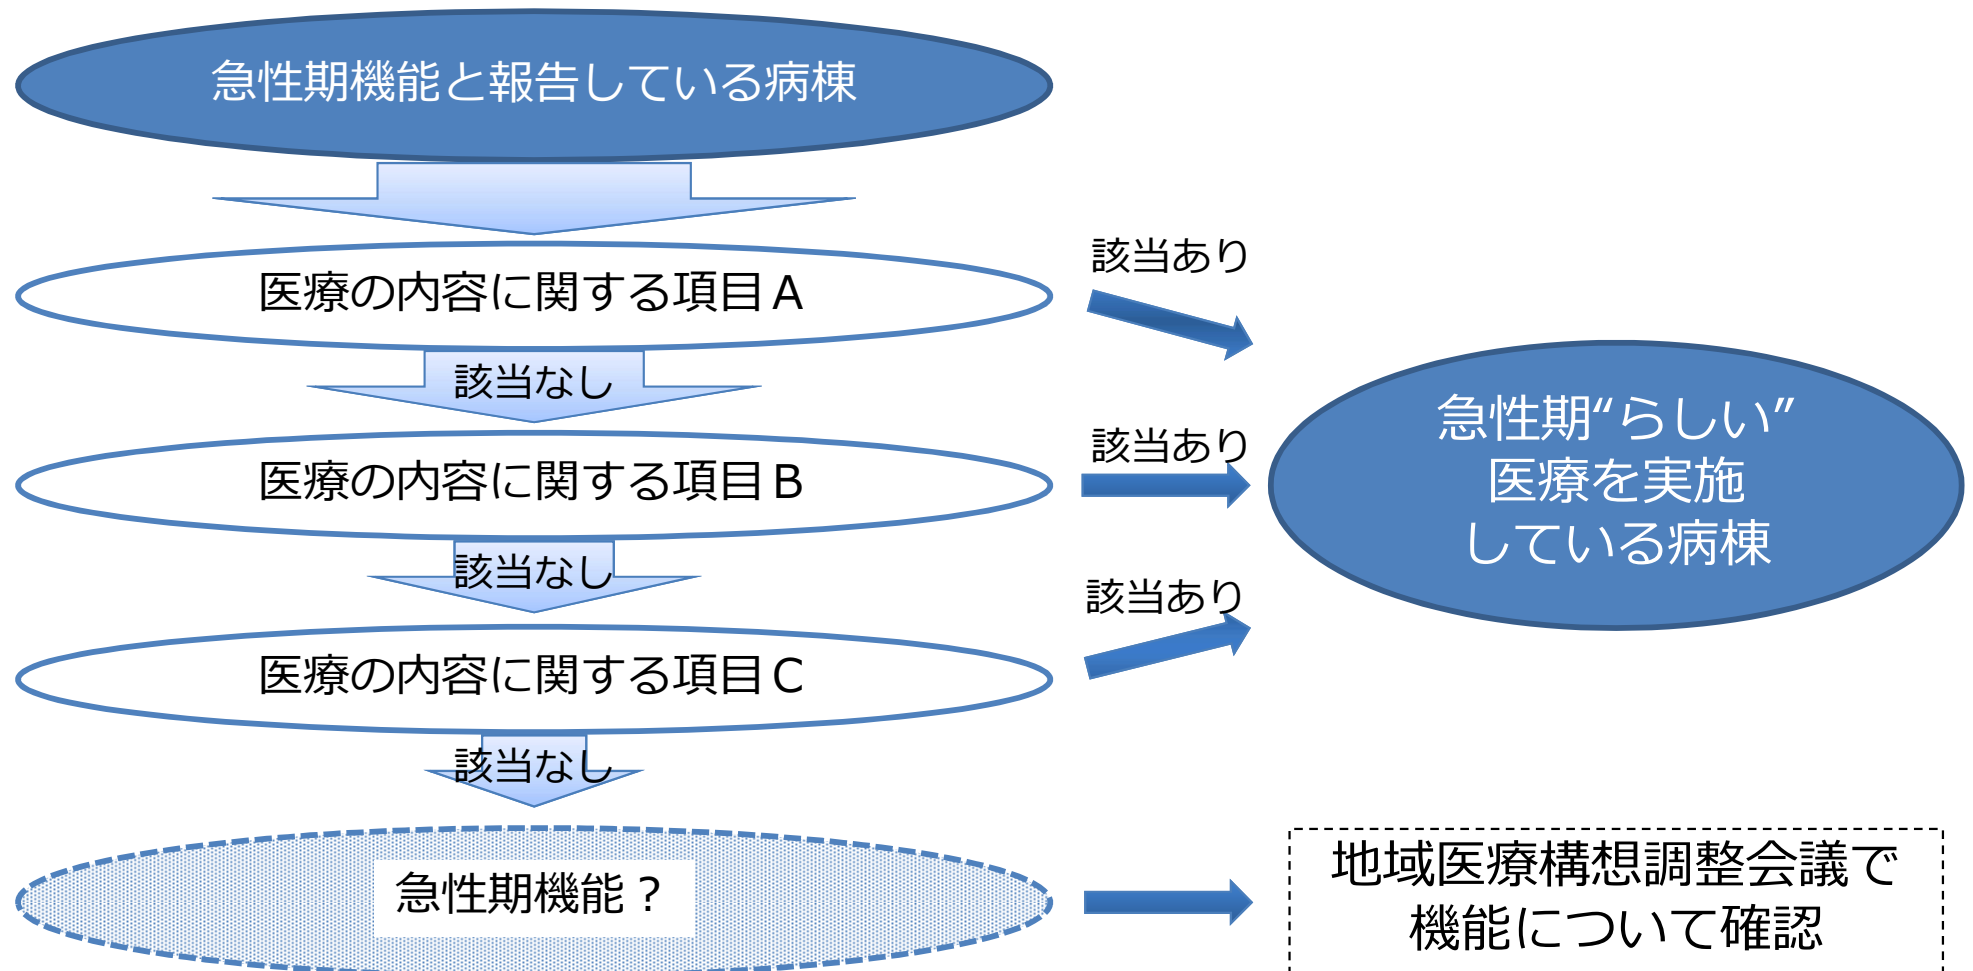 急性期機能と報告している病棟
医療の内容に関する項目A
該当あり
該当なし
医療の内容に関する項目B
該当あり
該当なし
医療の内容に関する項目C
該当あり
該当なし
急性期“らしい”
医療を実施
している病棟
急性期機能？
地域医療構想調整会議で
機能について確認